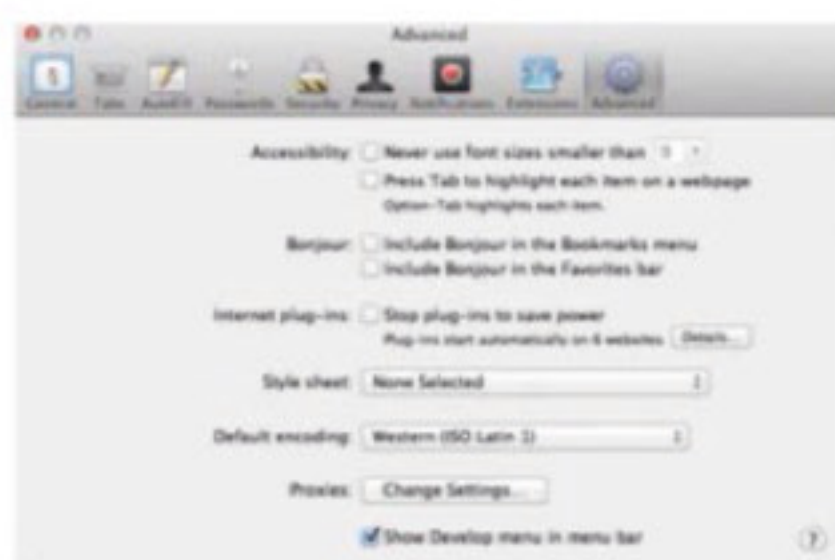 Advanced
General Tabs AutoFill Passwords Security Privacy Notifications Extensions Advanced
Accessibility: Never use font sizes smaller than 9
Press Tab to highlight each item on a webpage
Option-Tab highlights each item.
Bonjour: Include Bonjour in the Bookmarks menu
Include Bonjour in the Favorites bar
Internet plug-ins: Stop plug-ins to save power
Plug-ins start automatically on 6 websites. Details...
Style sheet: None Selected
Default encoding: Western (ISO Latin 1)
Proxies: Change Settings...
Show Develop menu in menu bar
?